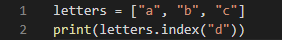 1 letters = ["a", "b", "c"]
2 print(letters.index("d"))